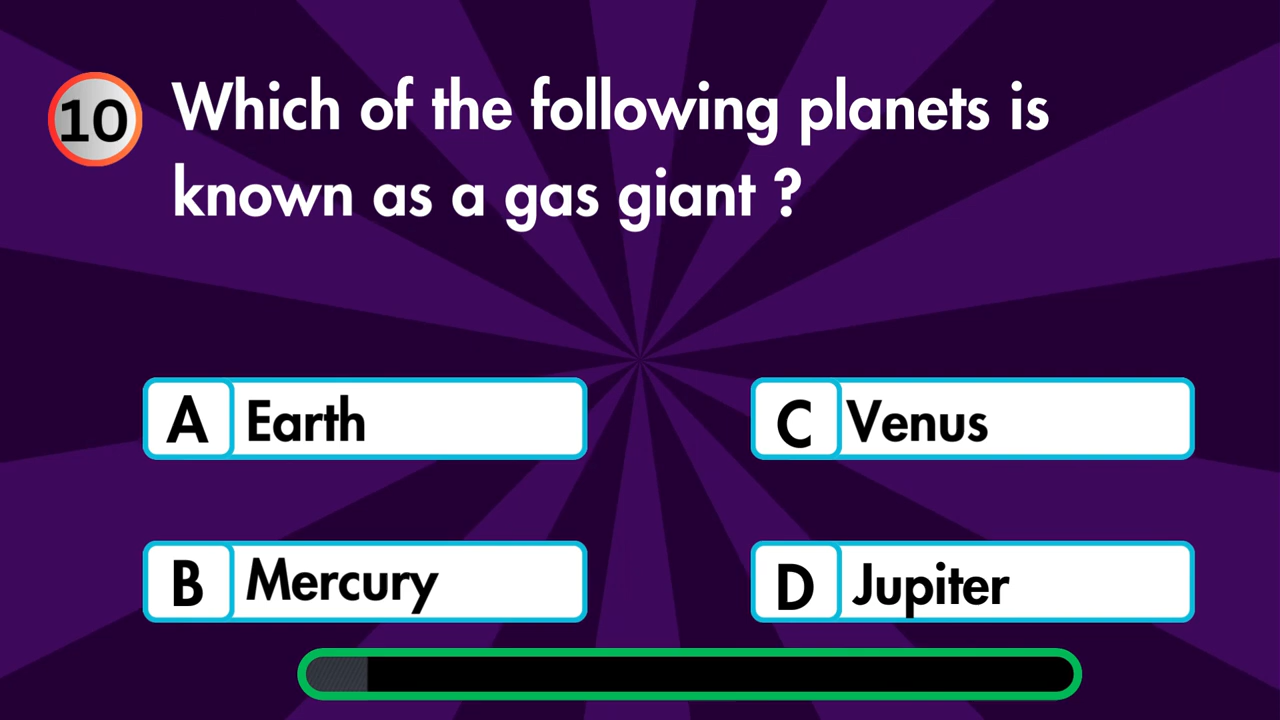 10
Which of the following planets is
known as a gas giant ?
A Earth
B Mercury
C Venus
D Jupiter